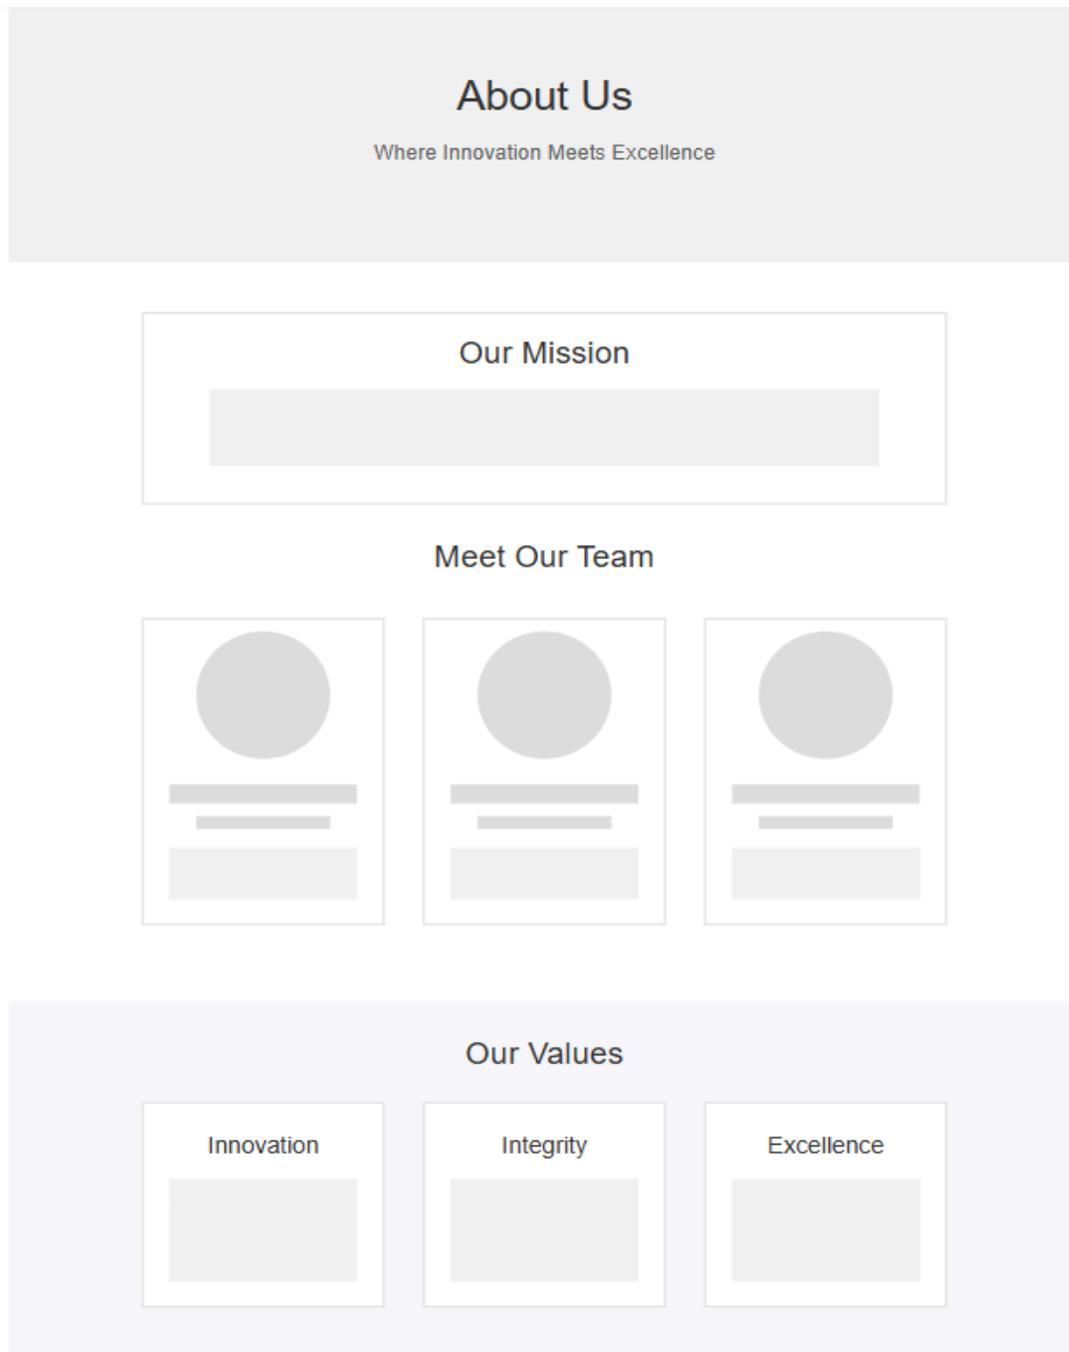 About Us
Where Innovation Meets Excellence
Our Mission
Meet Our Team
Our Values
Innovation
Integrity
Excellence